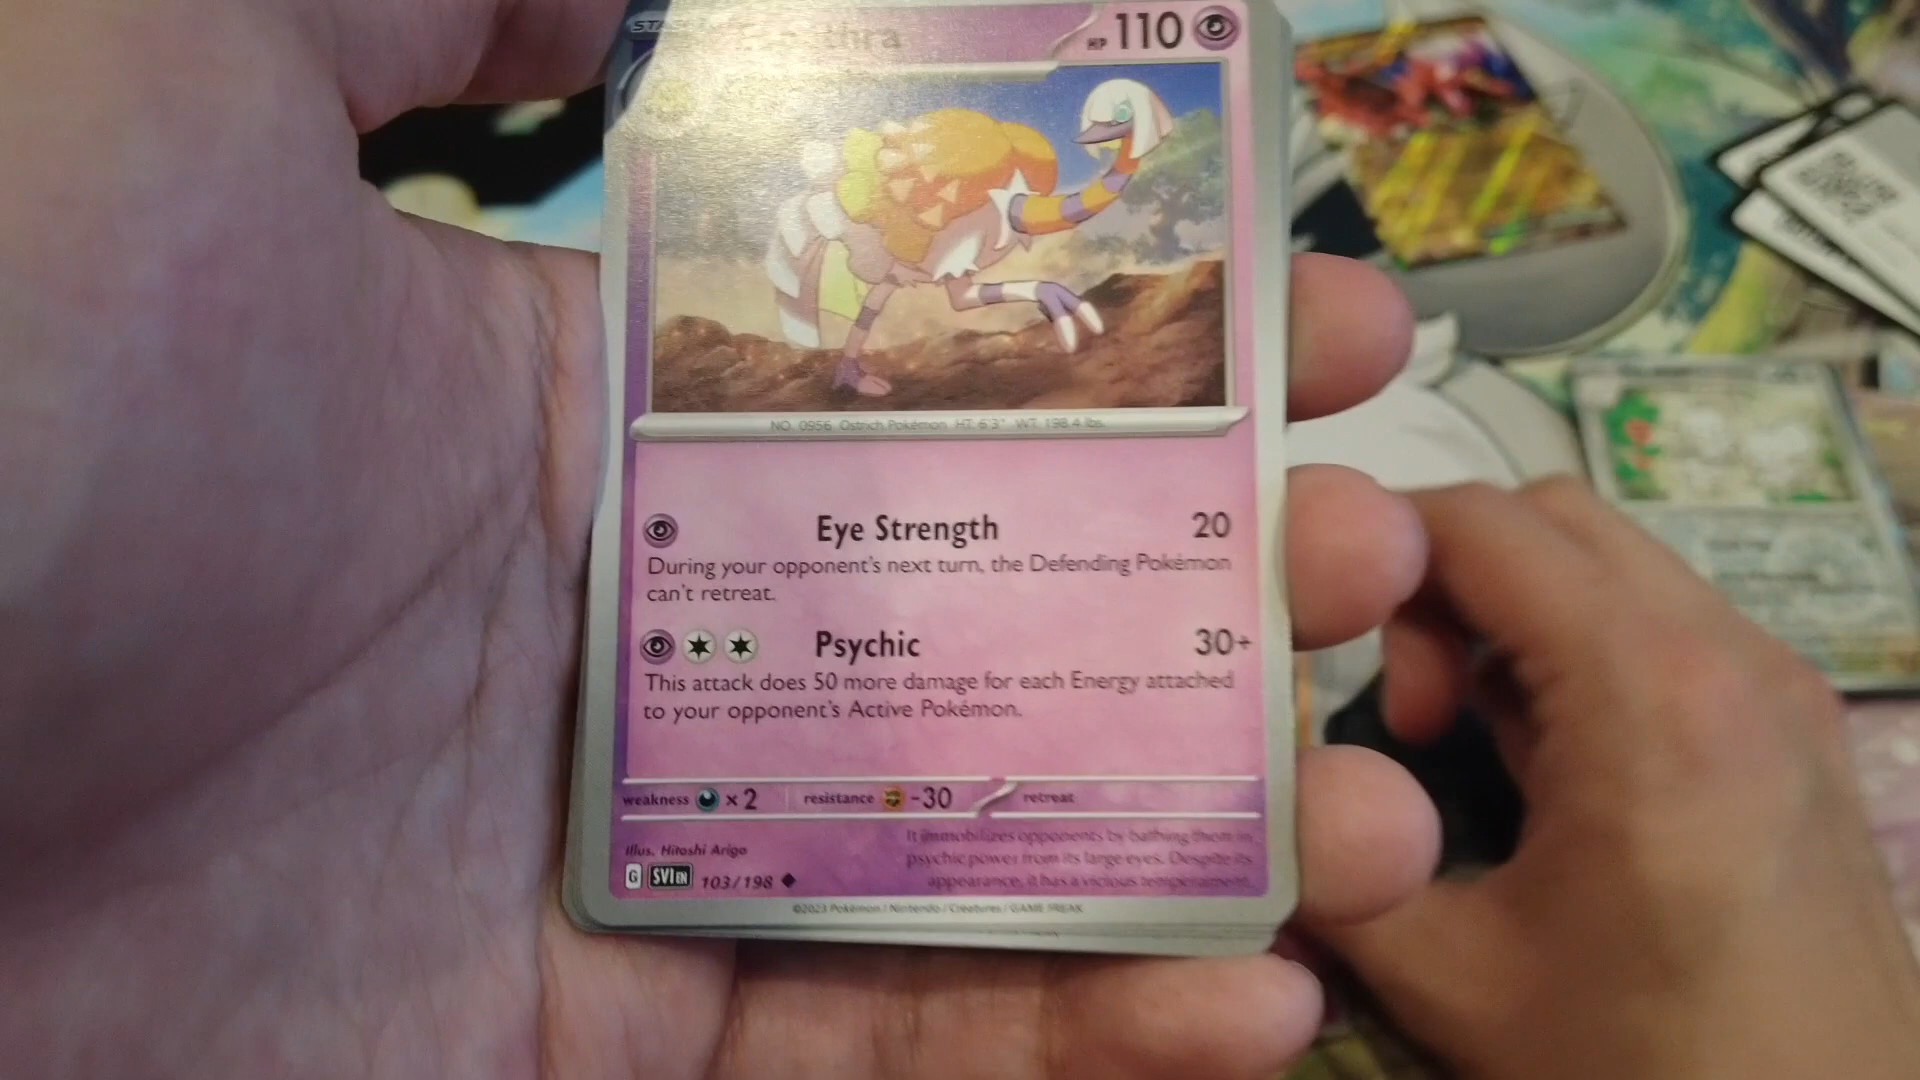 STAGE
Espathra
HP 110
NO. 0956 Ostrich Pokémon HT: 6'3" WT: 198.4 lbs.
Eye Strength 20
During your opponent's next turn, the Defending Pokémon
can't retreat.
Psychic 30+
This attack does 50 more damage for each Energy attached
to your opponent's Active Pokémon.
weakness x2 resistance -30 retreat
Illus. Hitoshi Ariga
It immobilizes opponents by bathing them in
psychic power from its large eyes. Despite its
appearance, it has a vicious temperament.
G SVI EN 103/198
©2023 Pokémon / Nintendo / Creatures / GAME FREAK